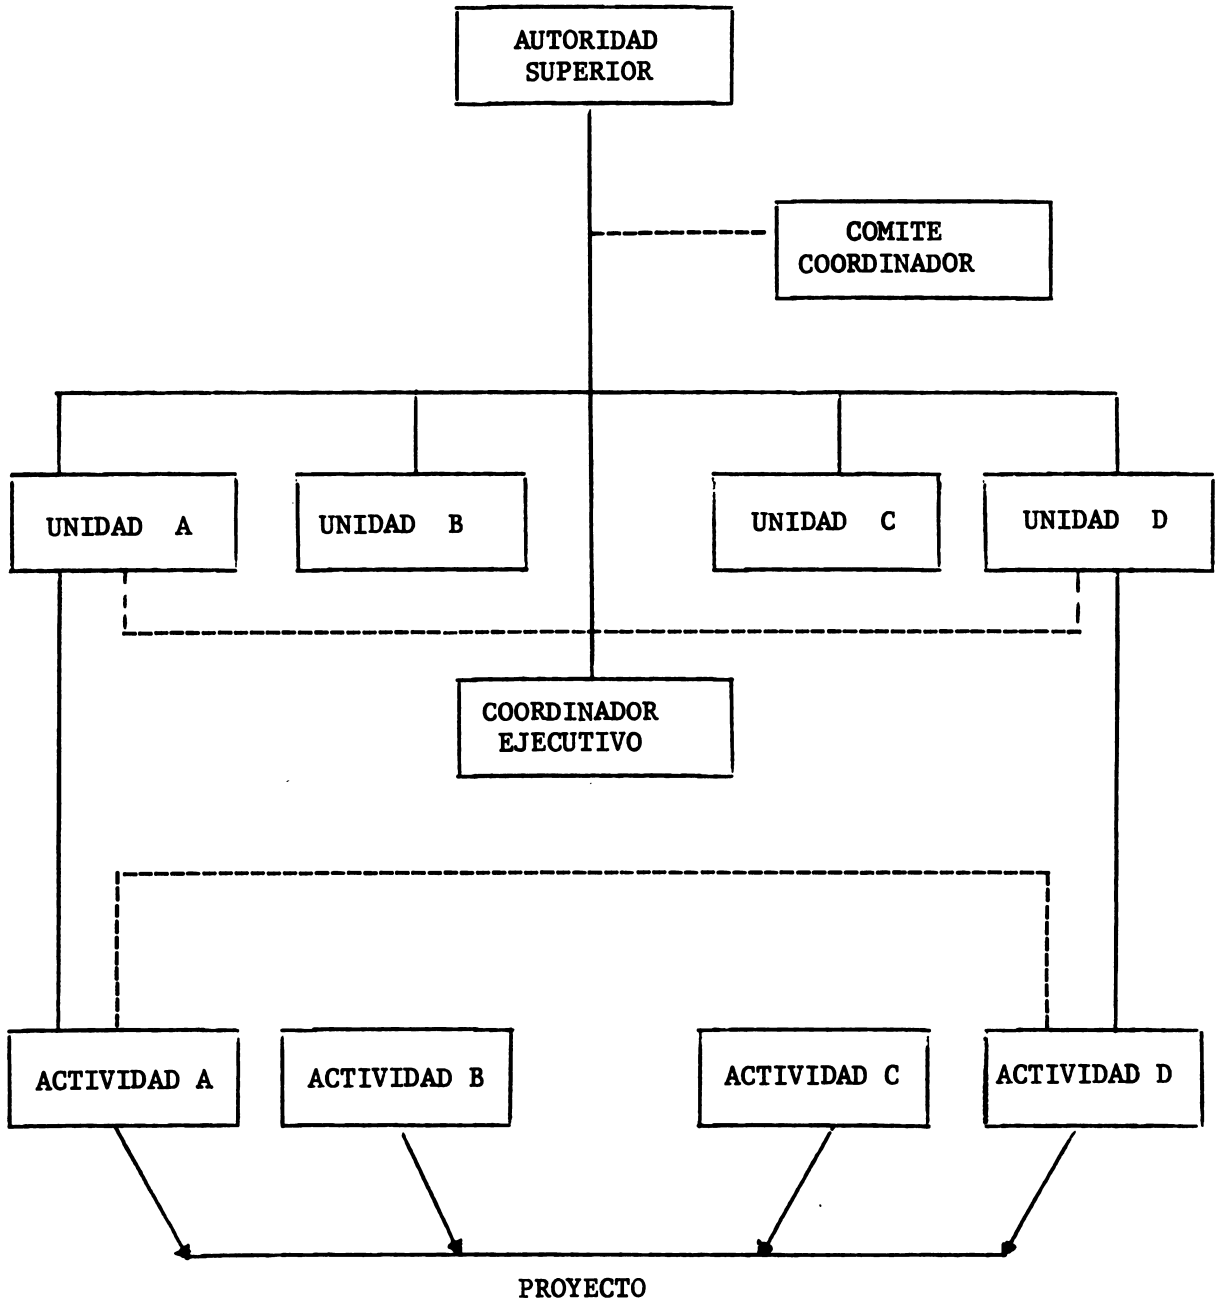 AUTORIDAD
SUPERIOR
COMITE
COORDINADOR
UNIDAD A
UNIDAD B
UNIDAD C
UNIDAD D
COORDINADOR
EJECUTIVO
ACTIVIDAD A
ACTIVIDAD B
ACTIVIDAD C
ACTIVIDAD D
PROYECTO